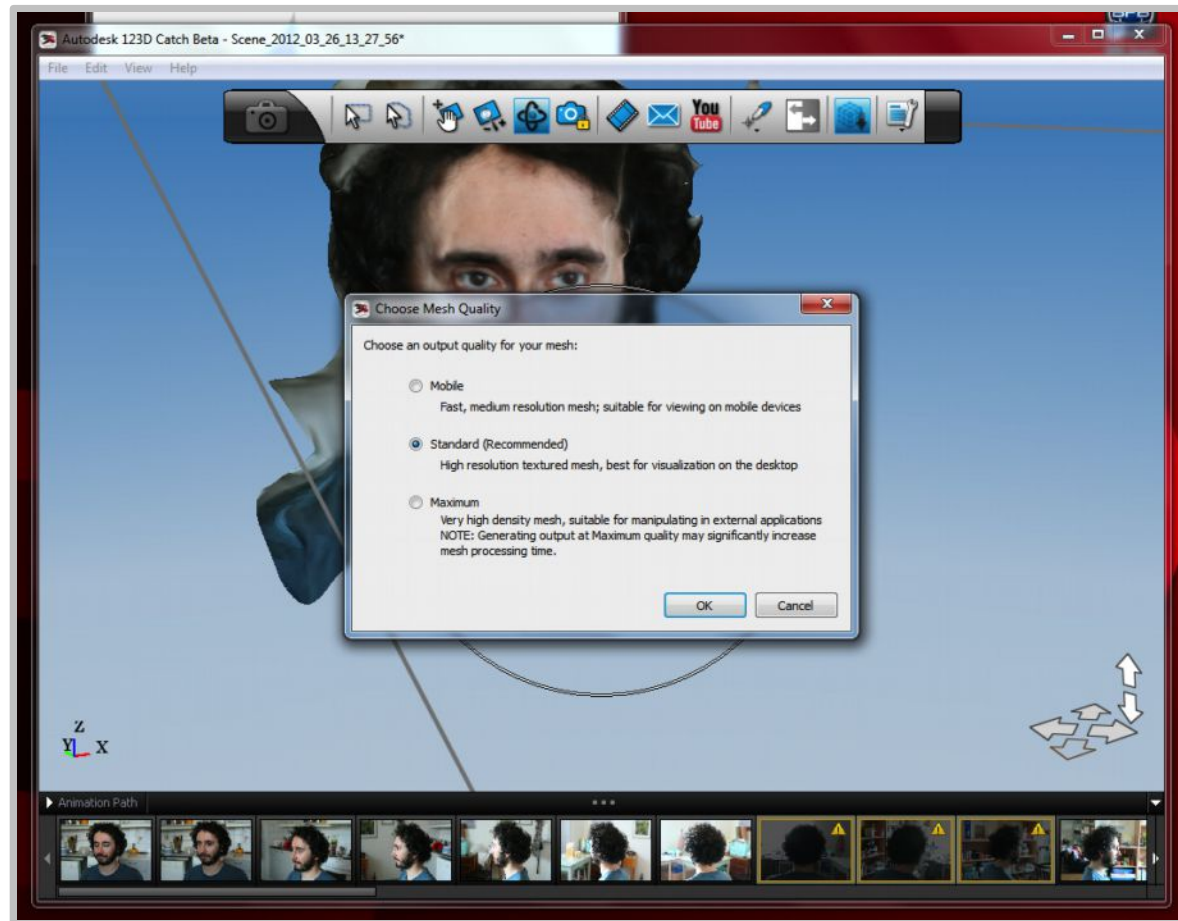 Autodesk 123D Catch Beta - Scene_2012_03_26_13_27_56*
File Edit View Help
You
Tube
Choose Mesh Quality
Choose an output quality for your mesh:
Mobile
Fast, medium resolution mesh; suitable for viewing on mobile devices
Standard (Recommended)
High resolution textured mesh, best for visualization on the desktop
Maximum
Very high density mesh, suitable for manipulating in external applications
NOTE: Generating output at Maximum quality may significantly increase
mesh processing time.
OK Cancel
Z
Y X
Animation Path